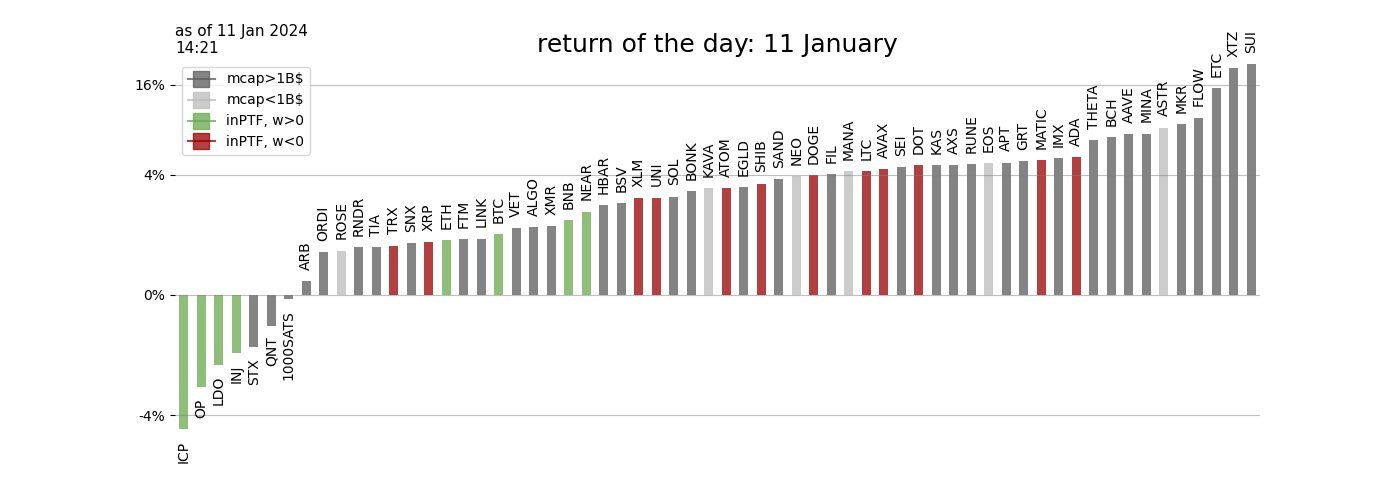 as of 11 Jan 2024
14:21
return of the day: 11 January
mcap>1B$
mcap<1B$
inPTF, w>0
inPTF, w<0
16%
4%
0%
-4%
ICP
OP
LDO
INJ
STX
QNT
1000SATS
ARB
ORDI
ROSE
RNDR
TIA
TRX
SNX
XRP
ETH
FTM
LINK
BTC
VET
ALGO
XMR
BNB
NEAR
HBAR
BSV
XLM
UNI
SOL
BONK
KAVA
ATOM
EGLD
SHIB
SAND
NEO
DOGE
FIL
MANA
LTC
AVAX
SEI
DOT
KAS
AXS
RUNE
EOS
APT
GRT
MATIC
IMX
ADA
THETA
BCH
AAVE
MINA
ASTR
MKR
FLOW
ETC
XTZ
SUI